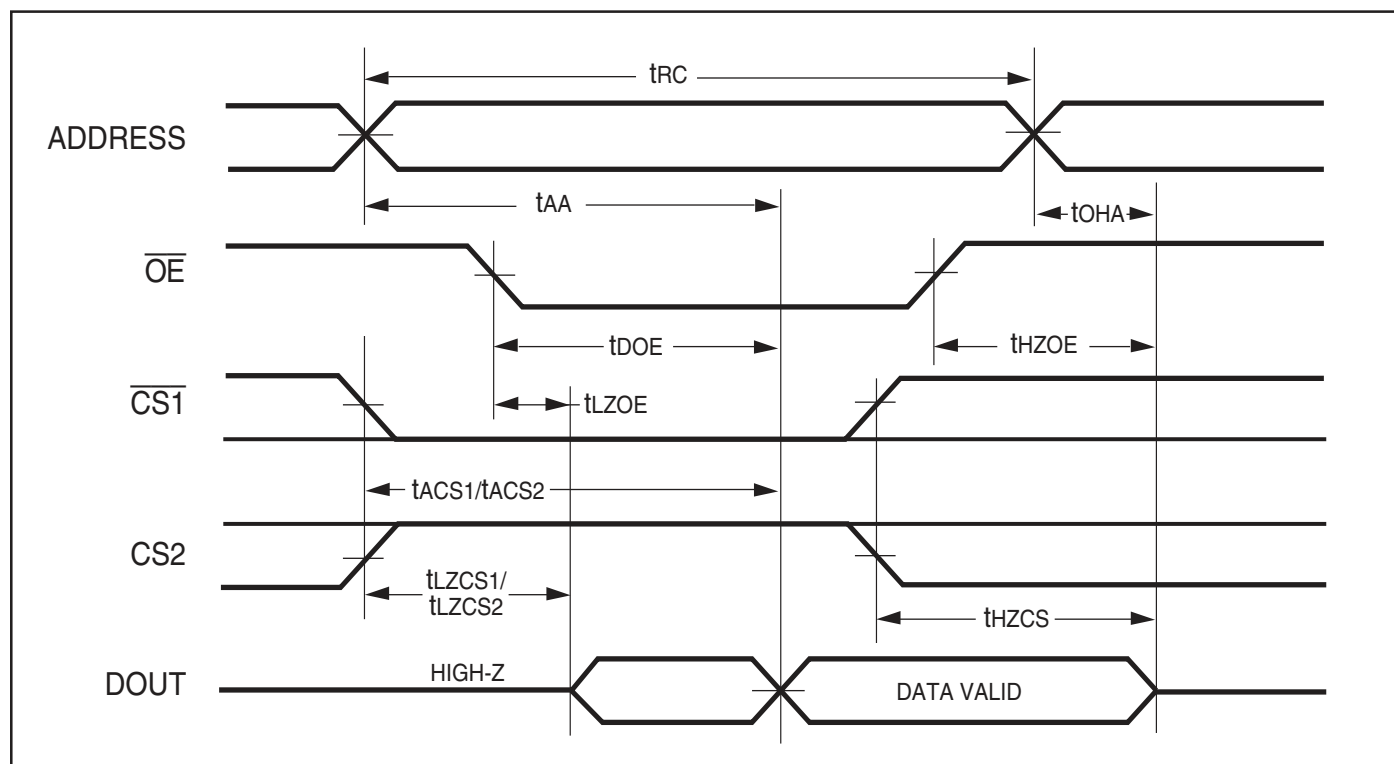 tRC
ADDRESS
tAA
tOHA
OE
tDOE
tHZOE
CS1
tLZOE
tACS1/tACS2
CS2
tLZCS1/
tLZCS2
tHZCS
DOUT
HIGH-Z
DATA VALID